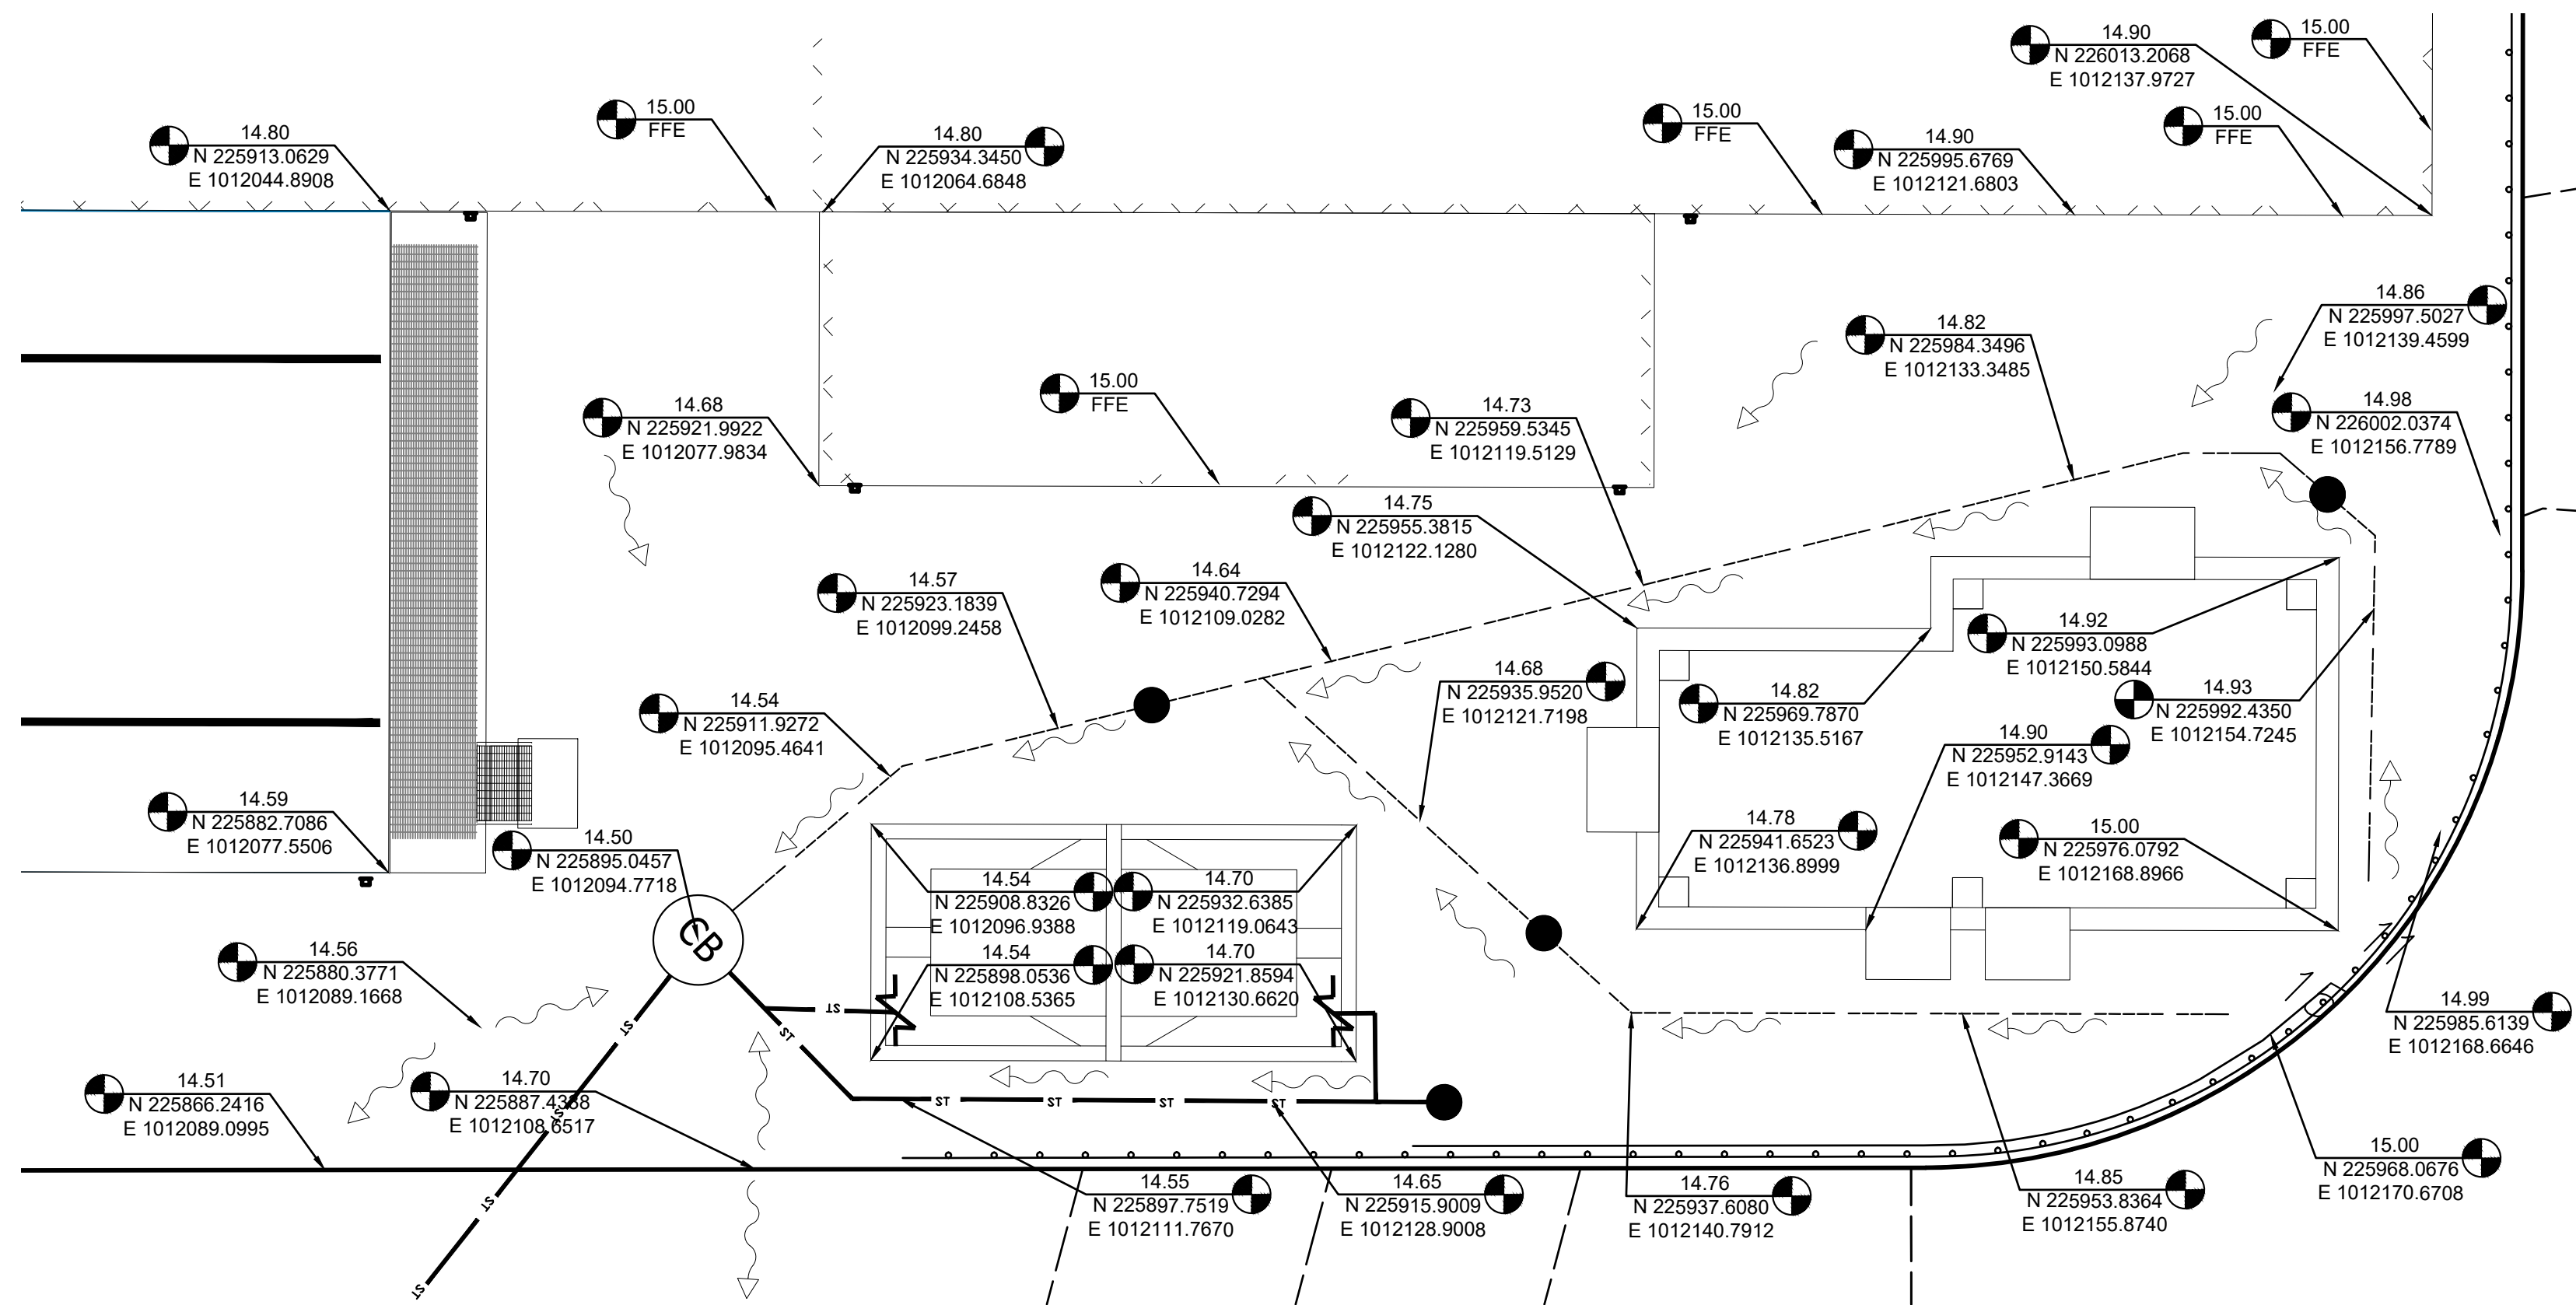 14.90
N 226013.2068
E 1012137.9727
15.00
FFE
14.80
N 225913.0629
E 1012044.8908
15.00
FFE
14.80
N 225934.3450
E 1012064.6848
15.00
FFE
14.90
N 225995.6769
E 1012121.6803
15.00
FFE
14.86
N 225997.5027
E 1012139.4599
14.82
N 225984.3496
E 1012133.3485
14.68
N 225921.9922
E 1012077.9834
15.00
FFE
14.73
N 225959.5345
E 1012119.5129
14.98
N 226002.0374
E 1012156.7789
14.75
N 225955.3815
E 1012122.1280
14.57
N 225923.1839
E 1012099.2458
14.64
N 225940.7294
E 1012109.0282
14.92
N 225993.0988
E 1012150.5844
14.68
N 225935.9520
E 1012121.7198
14.82
N 225969.7870
E 1012135.5167
14.93
N 225992.4350
E 1012154.7245
14.54
N 225911.9272
E 1012095.4641
14.90
N 225952.9143
E 1012147.3669
14.59
N 225882.7086
E 1012077.5506
14.50
N 225895.0457
E 1012094.7718
14.78
N 225941.6523
E 1012136.8999
15.00
N 225976.0792
E 1012168.8966
CB
14.54
N 225908.8326
E 1012096.9388
14.70
N 225932.6385
E 1012119.0643
14.56
N 225880.3771
E 1012089.1668
14.54
N 225898.0536
E 1012108.5365
14.70
N 225921.8594
E 1012130.6620
ST
ST
ST
14.99
N 225985.6139
E 1012168.6646
14.51
N 225866.2416
E 1012089.0995
14.70
N 225887.4388
E 1012108.6517
ST
ST
ST
ST
ST
15.00
N 225968.0676
E 1012170.6708
14.55
N 225897.7519
E 1012111.7670
14.65
N 225915.9009
E 1012128.9008
14.76
N 225937.6080
E 1012140.7912
14.85
N 225953.8364
E 1012155.8740
ST
ST